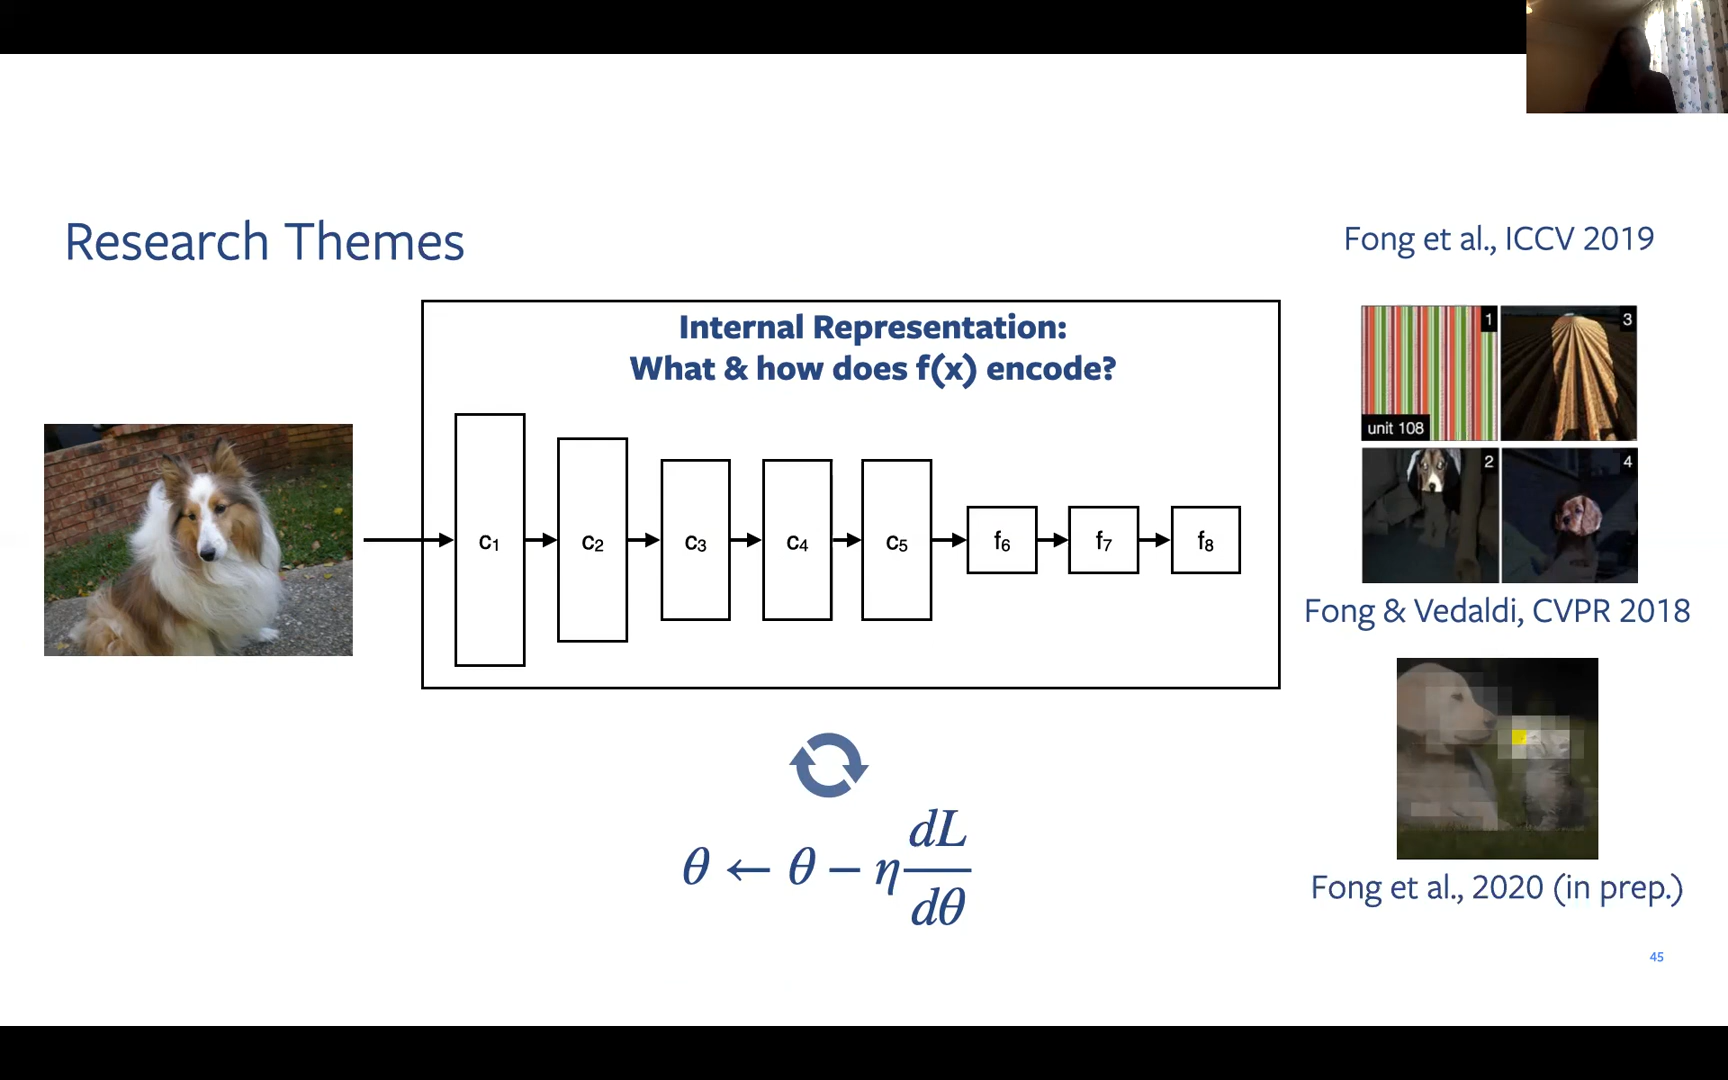 Research Themes
Internal Representation:
What & how does f(x) encode?
c1 c2 c3 c4 c5 f6 f7 f8
θ ← θ − η dL/dθ
Fong et al., ICCV 2019
1 3
unit 108
2 4
Fong & Vedaldi, CVPR 2018
Fong et al., 2020 (in prep.)
45